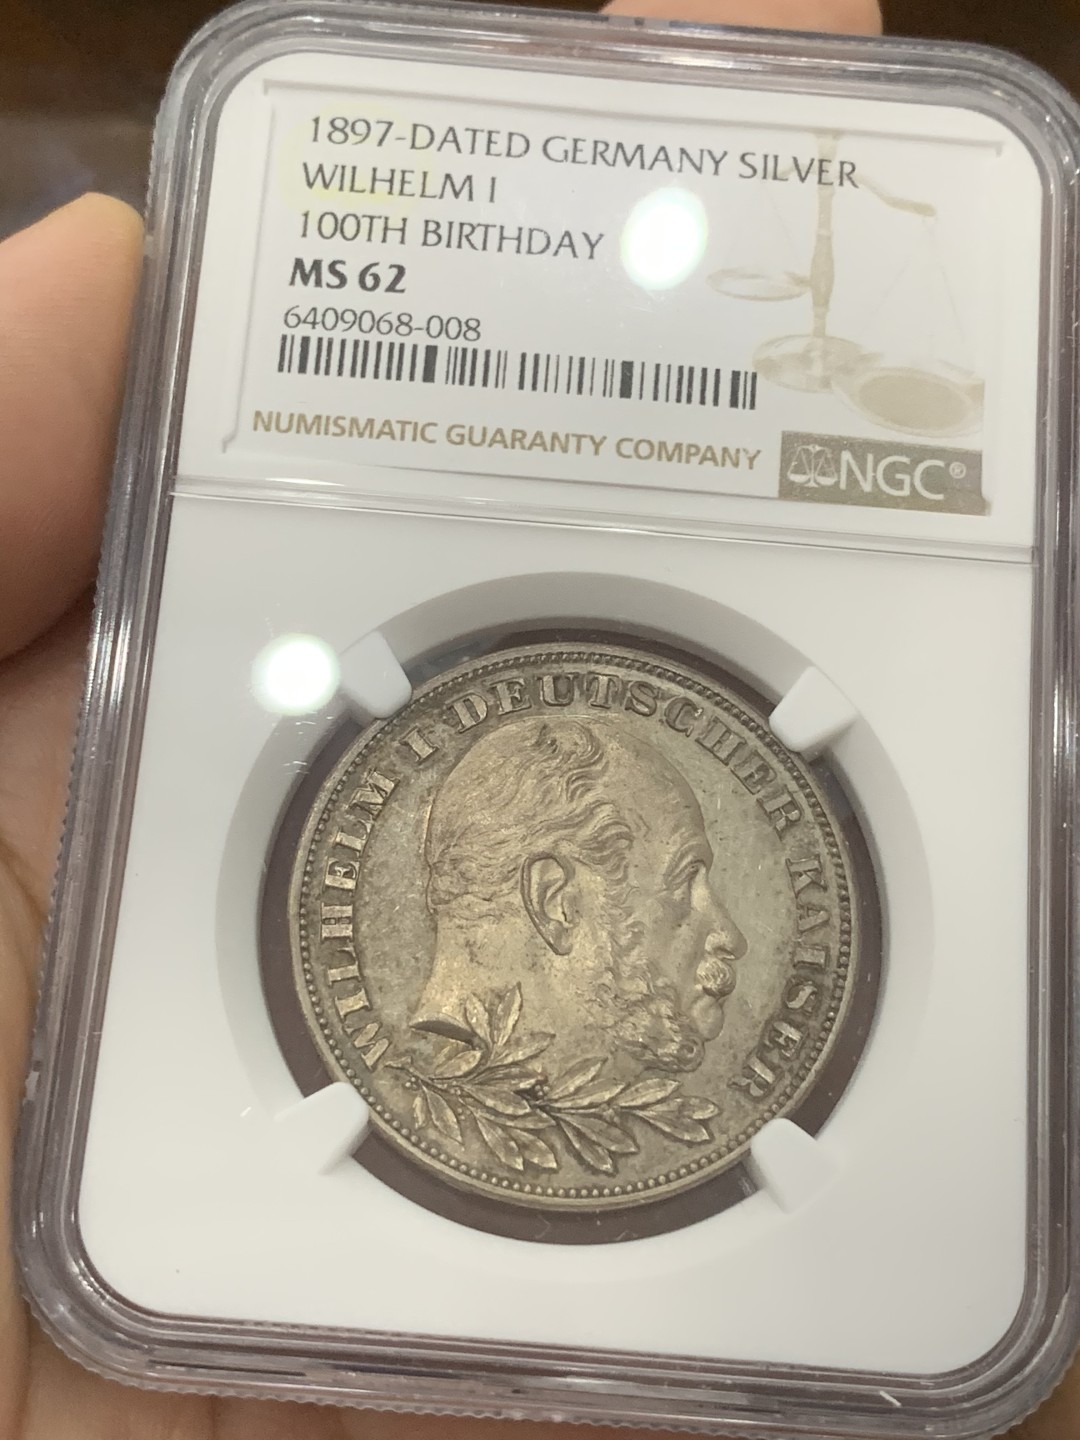 1897-DATED GERMANY SILVER
WILHELM I
100TH BIRTHDAY
MS 62
6409068-008
NUMISMATIC GUARANTY COMPANY
NGC®
WILHELM I DEUTSCHER KAISER